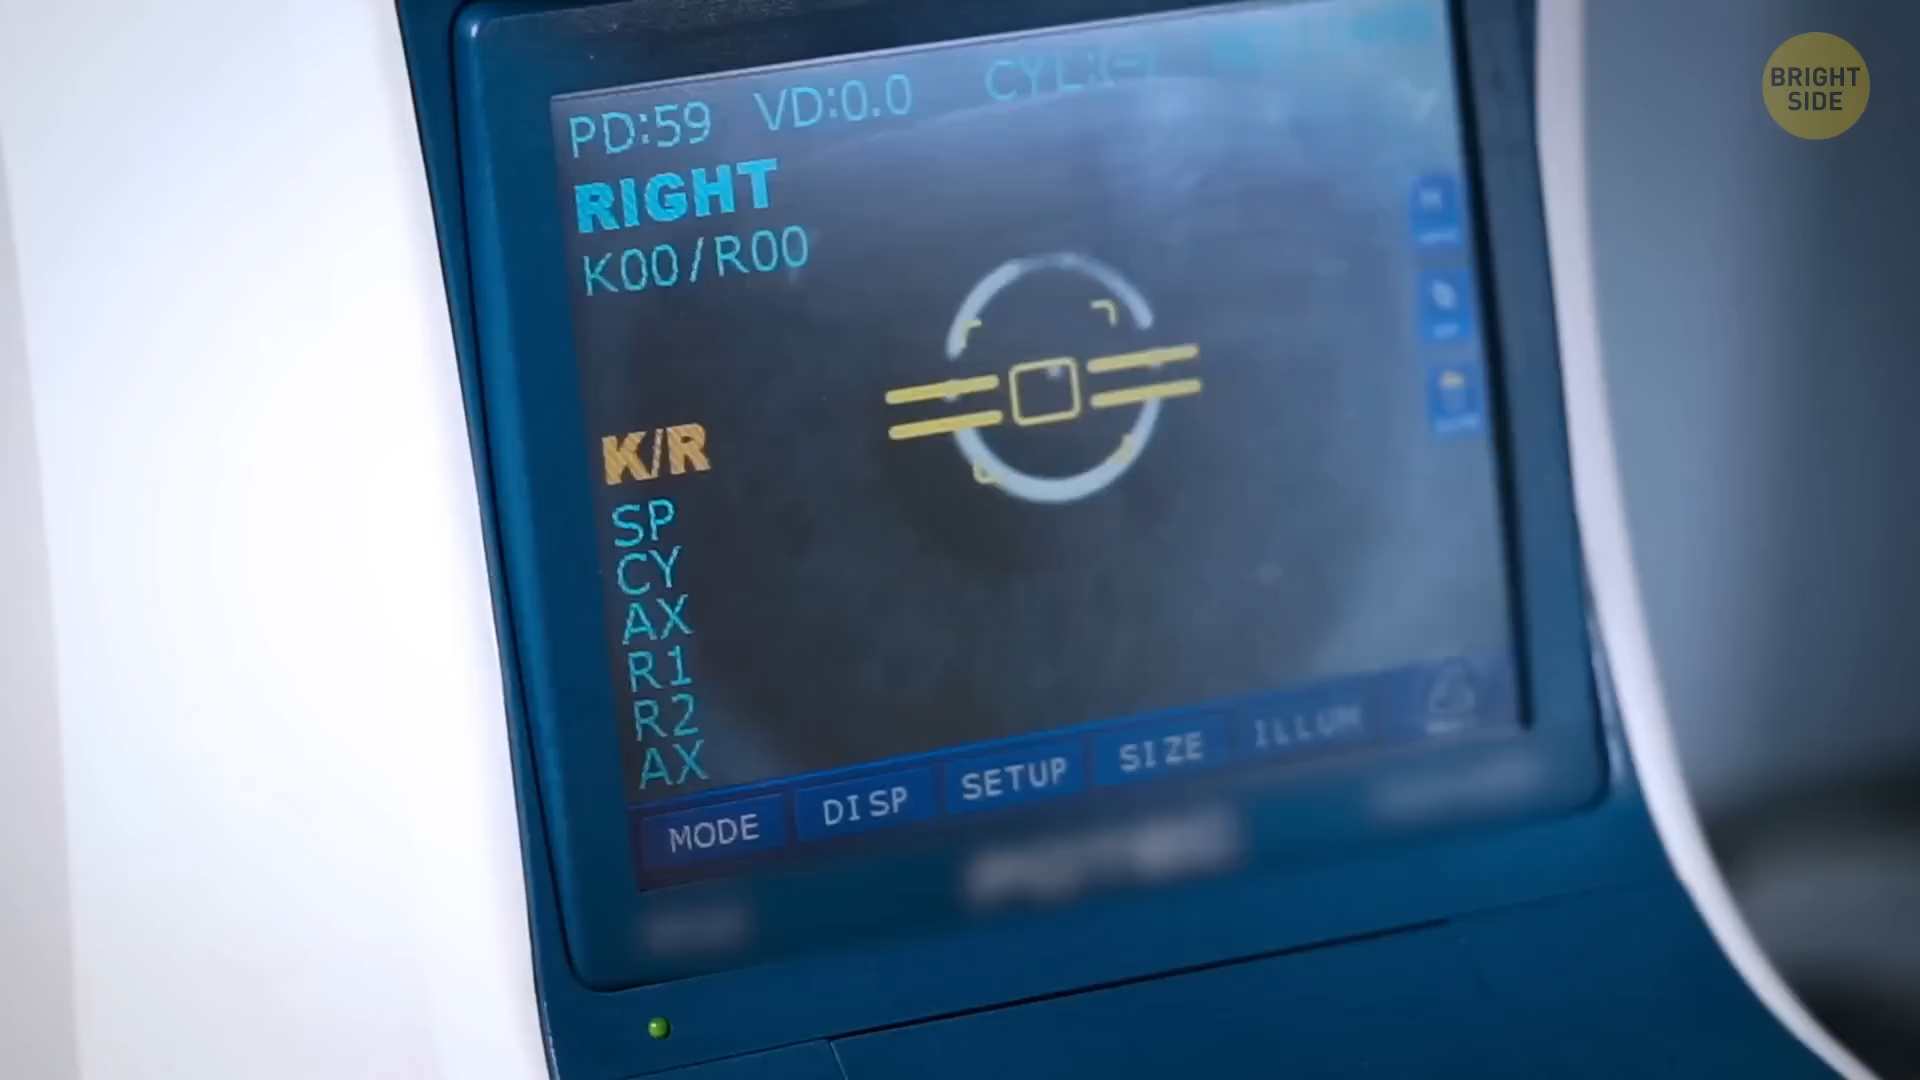 PD:59 VD:0.0 CYL:(-)
RIGHT
K00/R00
K/R
SP
CY
AX
R1
R2
AX
MODE DISP SETUP SIZE ILLUM
BRIGHT
SIDE